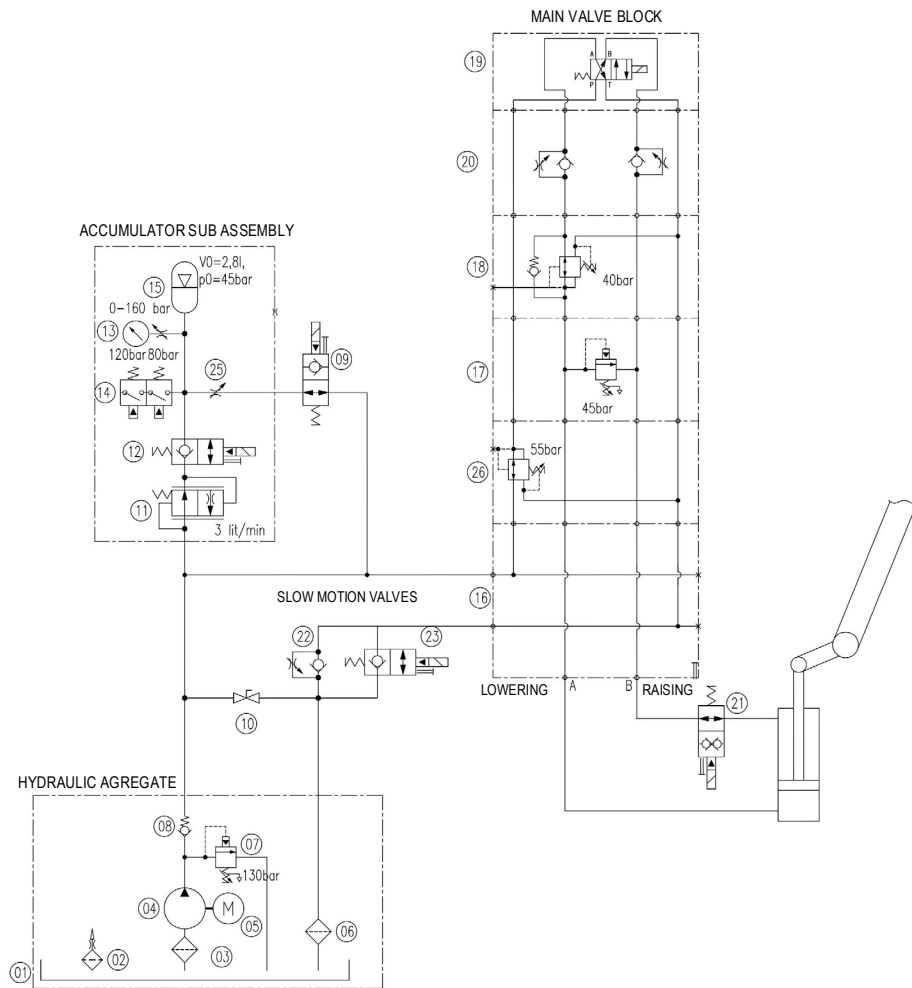 MAIN VALVE BLOCK
19
A B
P T
20
ACCUMULATOR SUB ASSEMBLY
V0=2,8l,
p0=45bar
15
0-160 bar
13
120bar 80bar
14
25
09
12
11
3 lit/min
18
40bar
17
45bar
55bar
26
16
SLOW MOTION VALVES
22
23
10
LOWERING A B RAISING
21
HYDRAULIC AGREGATE
08
07
130bar
04
M
05
03
06
02
01